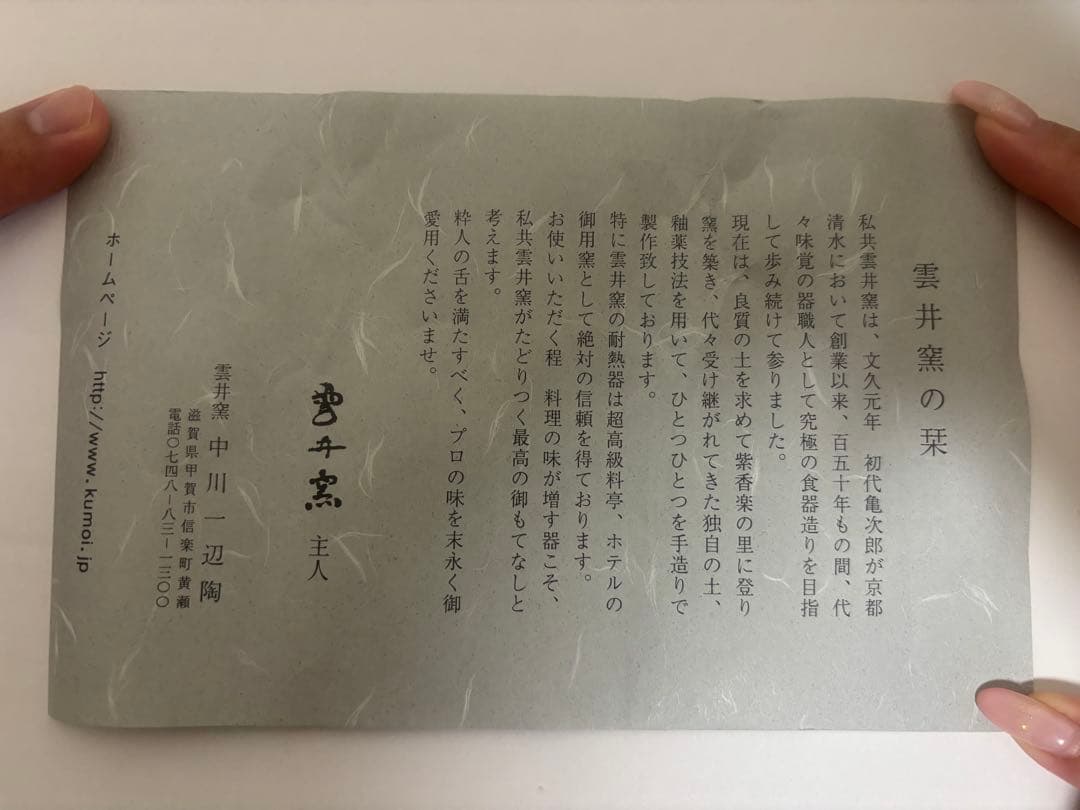 雲井窯の栞
私共雲井窯は、文久元年　初代亀次郎が京都
清水において創業以来、百五十年もの間、代
々味覚の器職人として究極の食器造りを目指
して歩み続けて参りました。
現在は、良質の土を求めて紫香楽の里に登り
窯を築き、代々受け継がれてきた独自の土、
釉薬技法を用いて、ひとつひとつを手造りで
製作致しております。
特に雲井窯の耐熱器は超高級料亭、ホテルの
御用窯として絶対の信頼を得ております。
お使いいただく程　料理の味が増す器こそ、
私共雲井窯がたどりつく最高の御もてなしと
考えます。
粋人の舌を満たすべく、プロの味を末永く御
愛用くださいませ。
雲井窯 主人
雲井窯 中川一辺陶
滋賀県甲賀市信楽町黄瀬
電話〇七四八−八三−一三〇〇
ホームページ　http://www.kumoi.jp